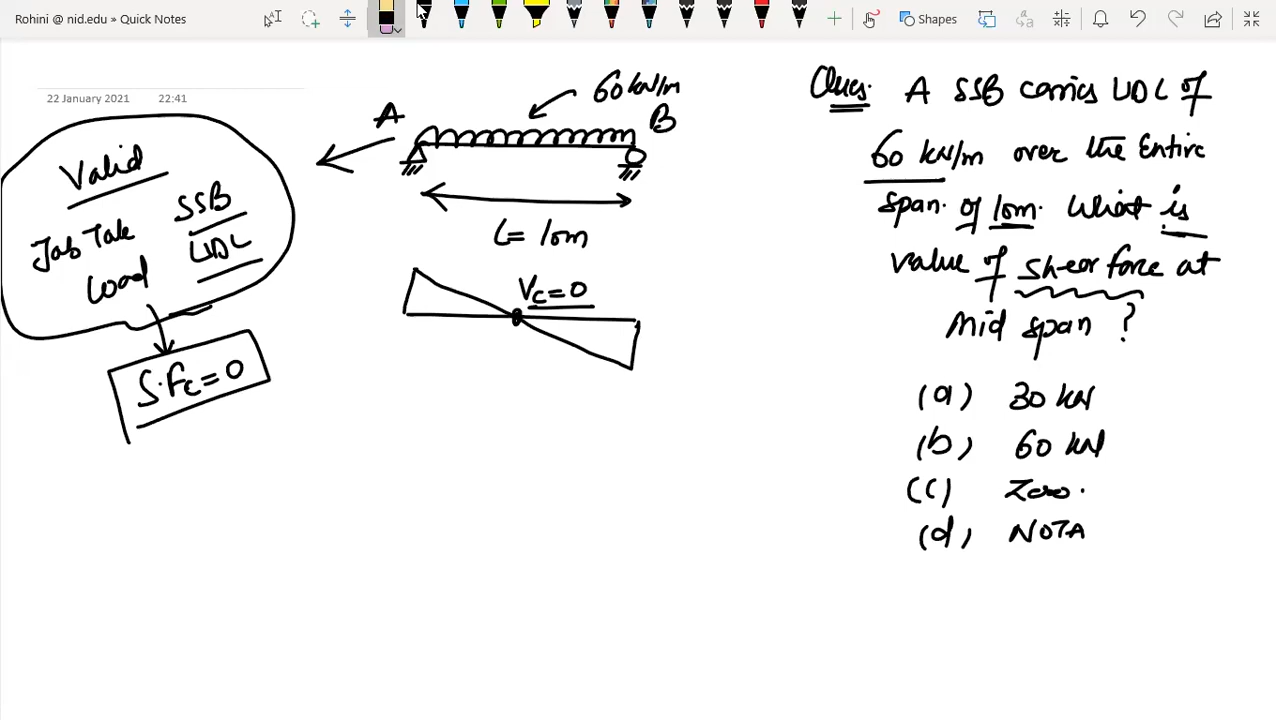 Rohini @ nid.edu » Quick Notes
Shapes
22 January 2021 22:41
Valid
Jab Tak SSB
Load UDL
S.Fc = 0
60 kN/m
A
B
L = 10m
Vc = 0
Ques. A SSB carries UDL of
60 kN/m over the Entire
span of 10m. What is
value of shear force at
Mid span ?
(a) 30 kN
(b) 60 kN
(c) Zero.
(d) NOTA